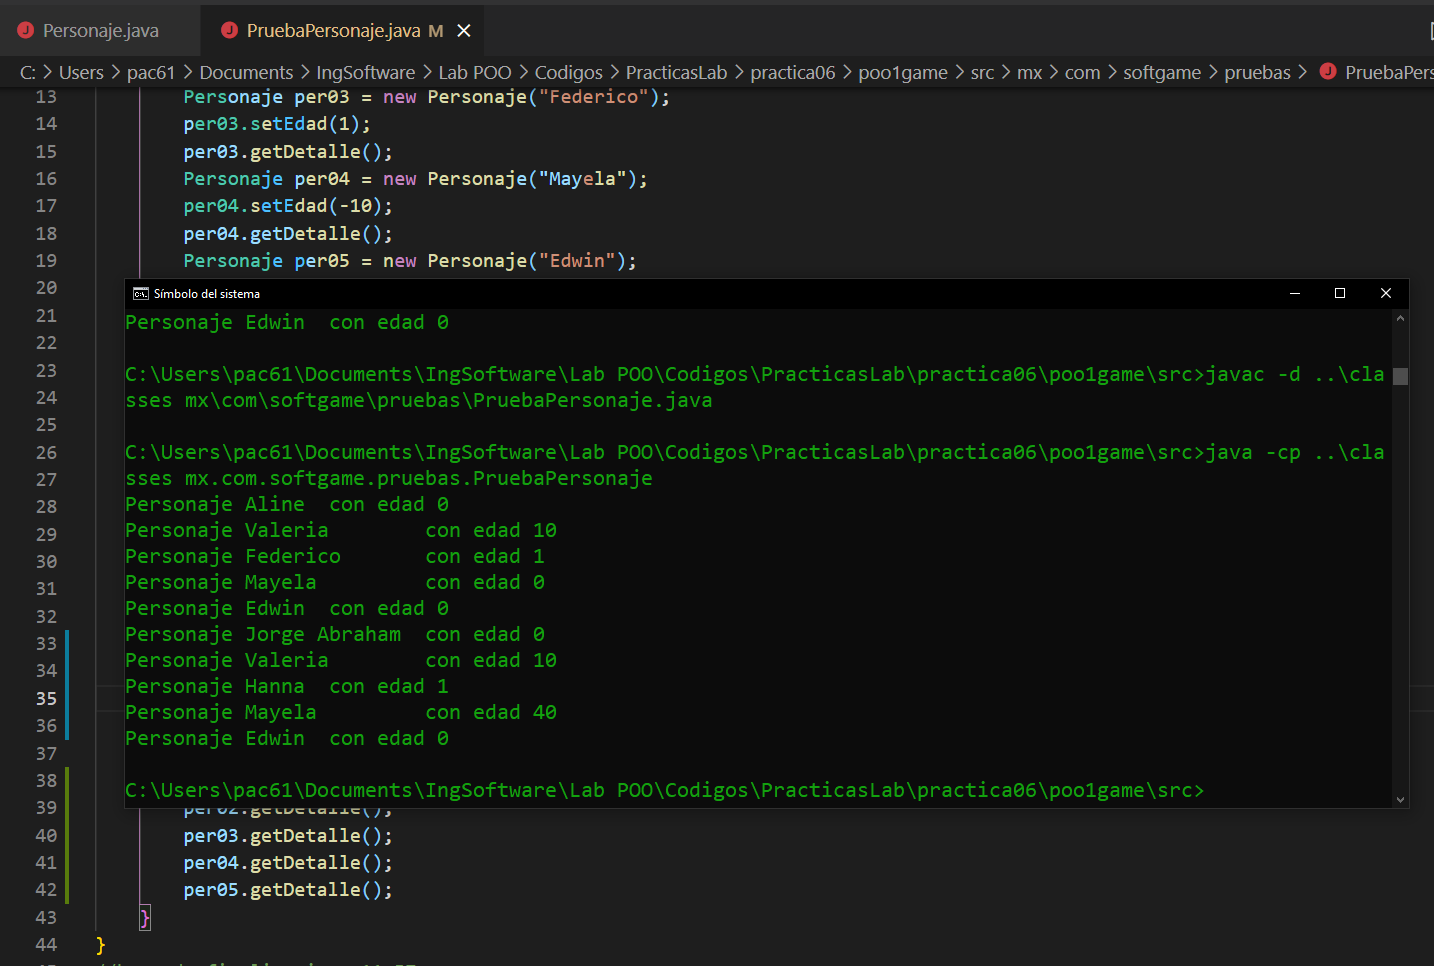 Personaje.java PruebaPersonaje.java M
C: > Users > pac61 > Documents > IngSoftware > Lab POO > Codigos > PracticasLab > practica06 > poo1game > src > mx > com > softgame > pruebas > PruebaPers
13 Personaje per03 = new Personaje("Federico");
14 per03.setEdad(1);
15 per03.getDetalle();
16 Personaje per04 = new Personaje("Mayela");
17 per04.setEdad(-10);
18 per04.getDetalle();
19 Personaje per05 = new Personaje("Edwin");
20
21
22
23
24
25
26
27
28
29
30
31
32
33
34
35
36
37
38
Símbolo del sistema
Personaje Edwin  con edad 0
C:\Users\pac61\Documents\IngSoftware\Lab POO\Codigos\PracticasLab\practica06\poo1game\src>javac -d ..\cla
sses mx\com\softgame\pruebas\PruebaPersonaje.java
C:\Users\pac61\Documents\IngSoftware\Lab POO\Codigos\PracticasLab\practica06\poo1game\src>java -cp ..\cla
sses mx.com.softgame.pruebas.PruebaPersonaje
Personaje Aline  con edad 0
Personaje Valeria        con edad 10
Personaje Federico       con edad 1
Personaje Mayela         con edad 0
Personaje Edwin  con edad 0
Personaje Jorge Abraham  con edad 0
Personaje Valeria        con edad 10
Personaje Hanna  con edad 1
Personaje Mayela         con edad 40
Personaje Edwin  con edad 0
C:\Users\pac61\Documents\IngSoftware\Lab POO\Codigos\PracticasLab\practica06\poo1game\src>
39 per02.getDetalle();
40 per03.getDetalle();
41 per04.getDetalle();
42 per05.getDetalle();
43 }
44 }